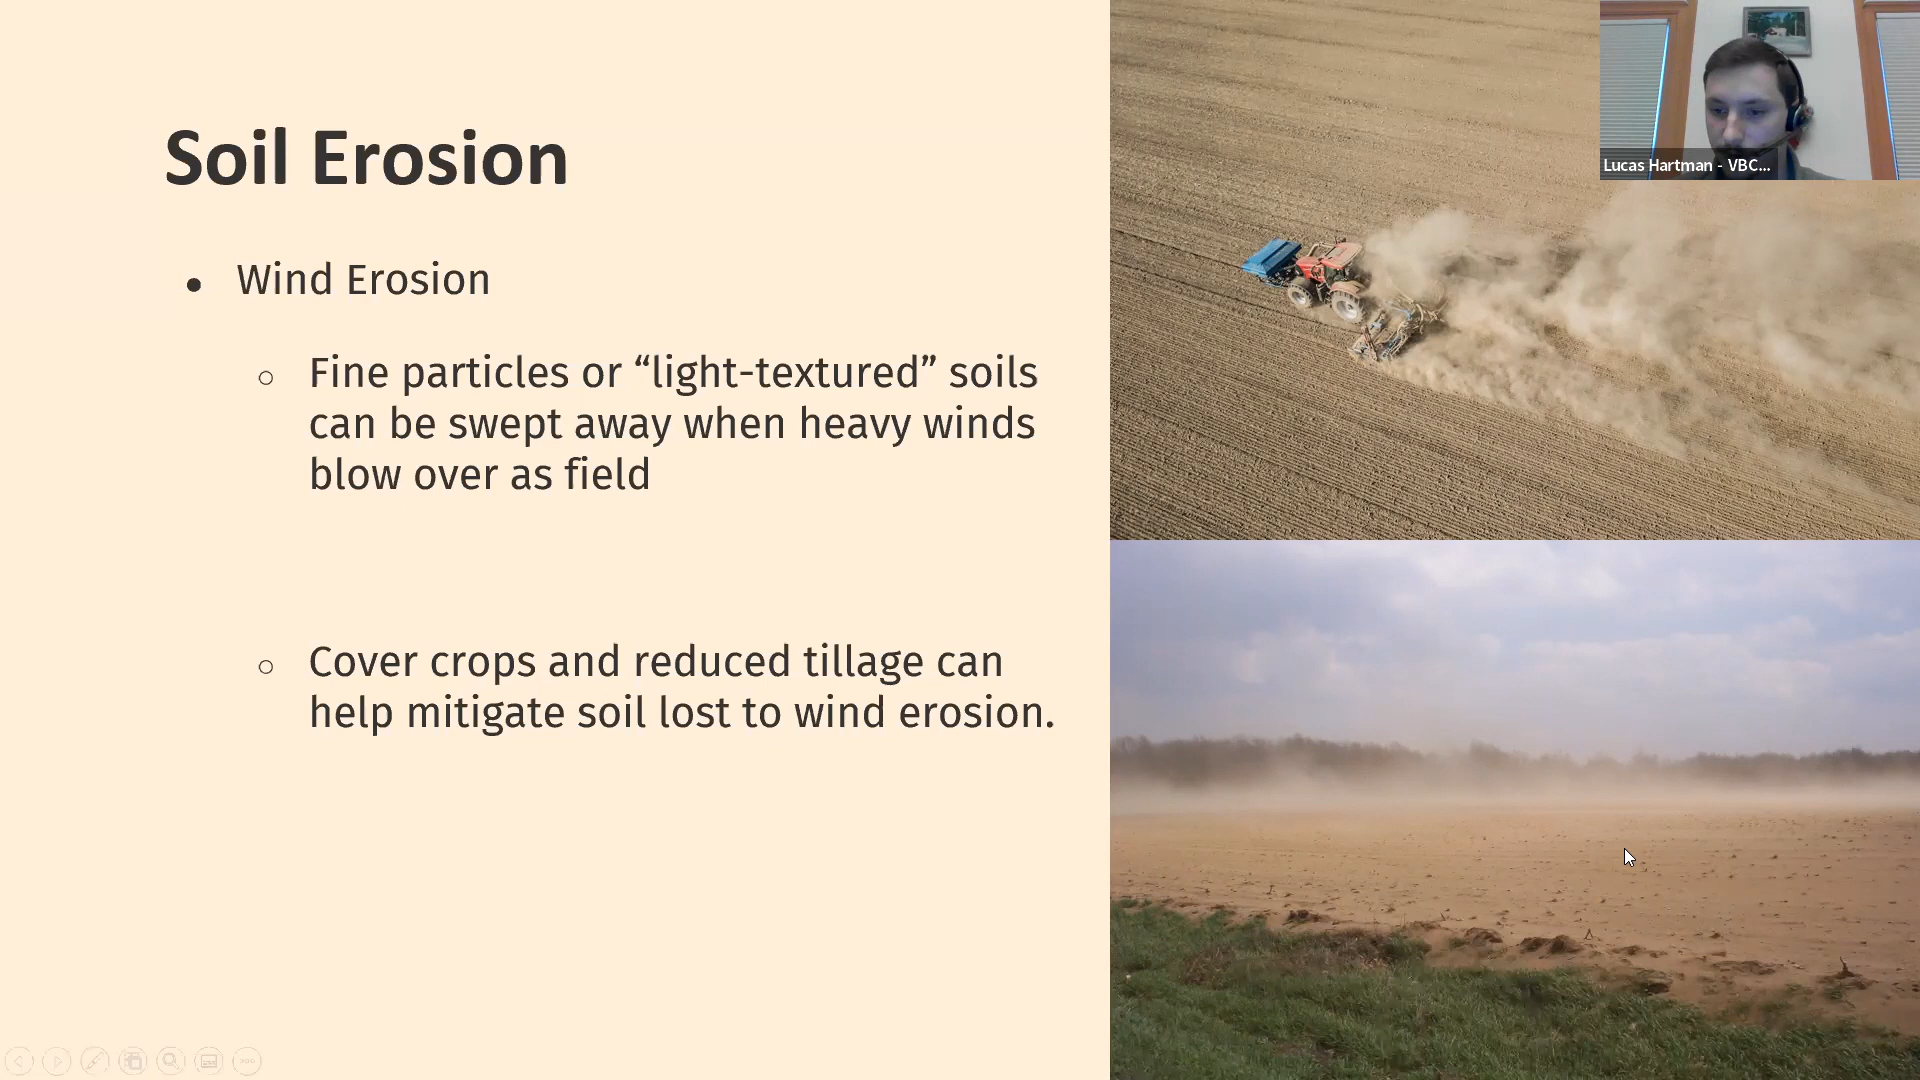 Soil Erosion
● Wind Erosion
○ Fine particles or “light-textured” soils
can be swept away when heavy winds
blow over as field
○ Cover crops and reduced tillage can
help mitigate soil lost to wind erosion.
Lucas Hartman - VBC...